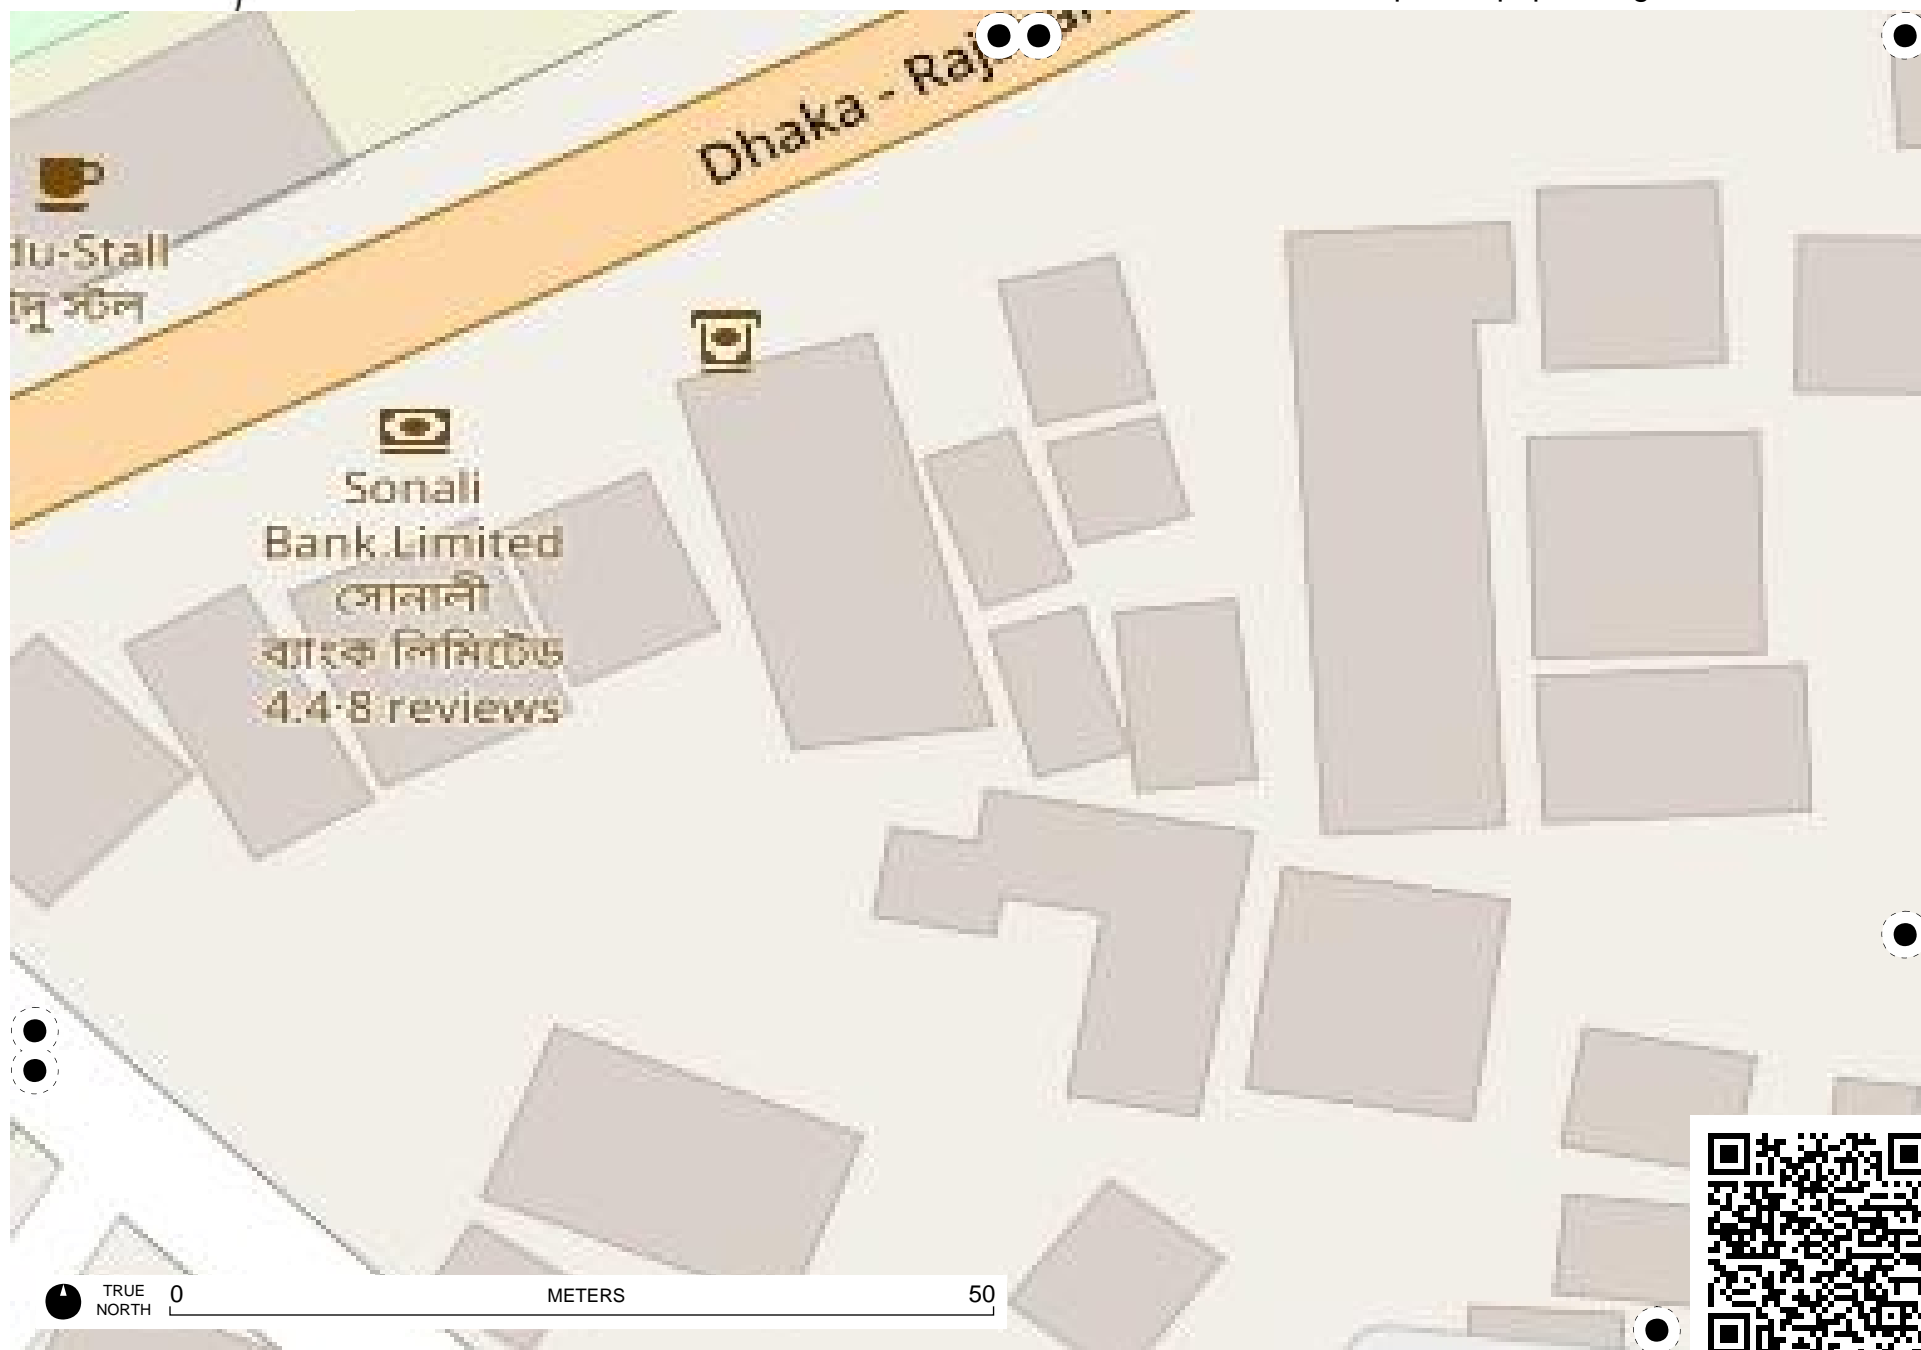 Dhaka - Raj
du-Stall
দু স্টল
Sonali
Bank Limited
সোনালী
ব্যাংক লিমিটেড
4.4·8 reviews
TRUE
NORTH
0 METERS 50